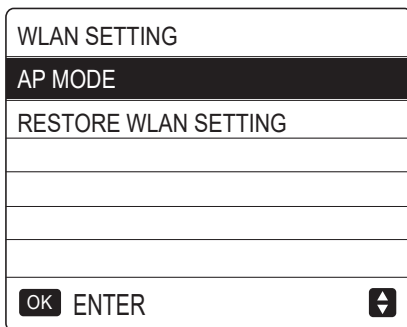 WLAN SETTING
AP MODE
RESTORE WLAN SETTING
OK ENTER